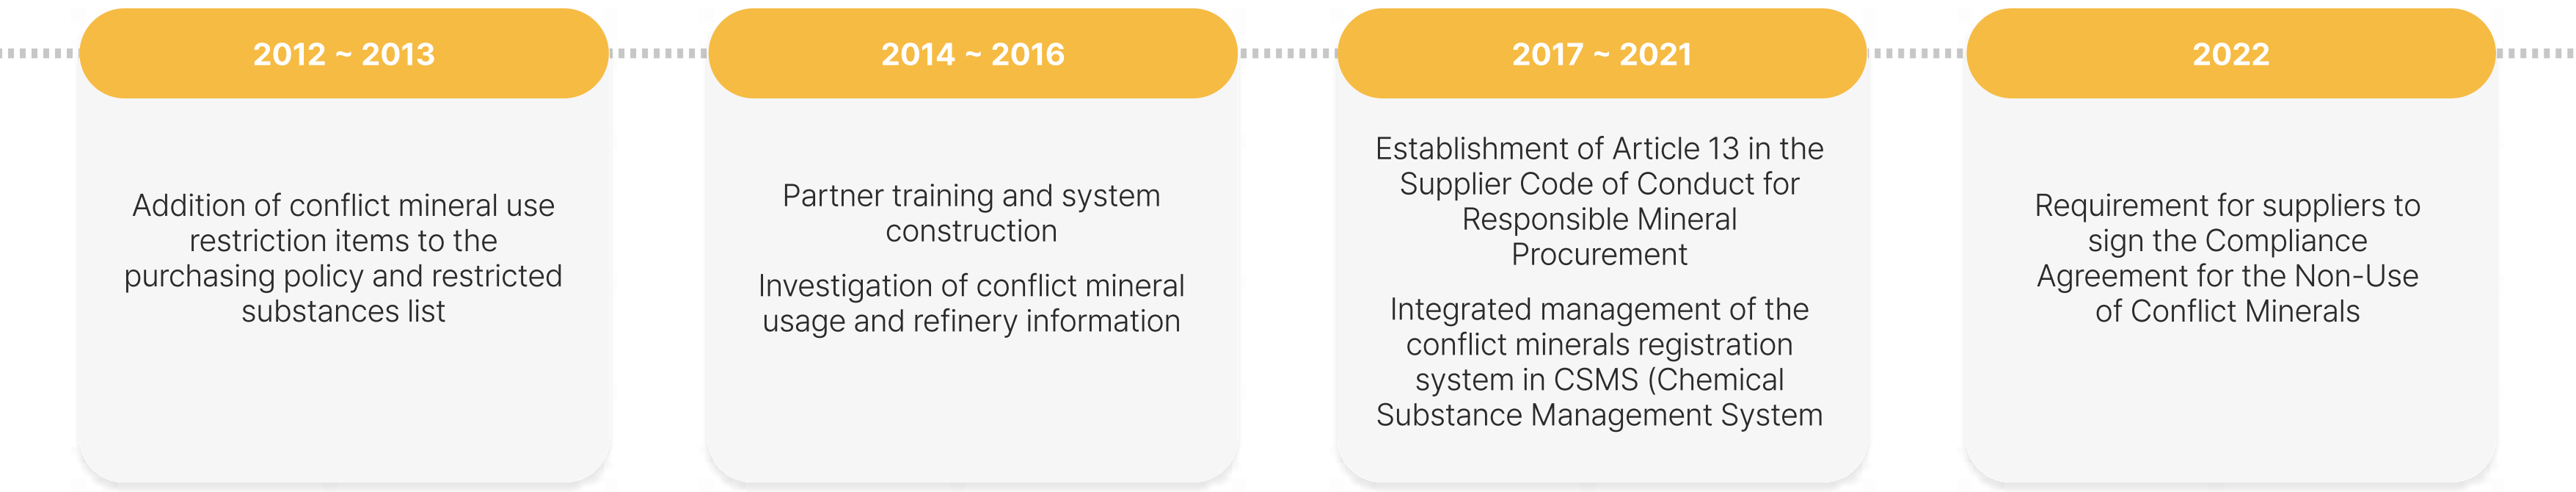 2012 ~ 2013
Addition of conflict mineral use
restriction items to the
purchasing policy and restricted
substances list
2014 ~ 2016
Partner training and system
construction
Investigation of conflict mineral
usage and refinery information
2017 ~ 2021
Establishment of Article 13 in the
Supplier Code of Conduct for
Responsible Mineral
Procurement
Integrated management of the
conflict minerals registration
system in CSMS (Chemical
Substance Management System
2022
Requirement for suppliers to
sign the Compliance
Agreement for the Non-Use
of Conflict Minerals